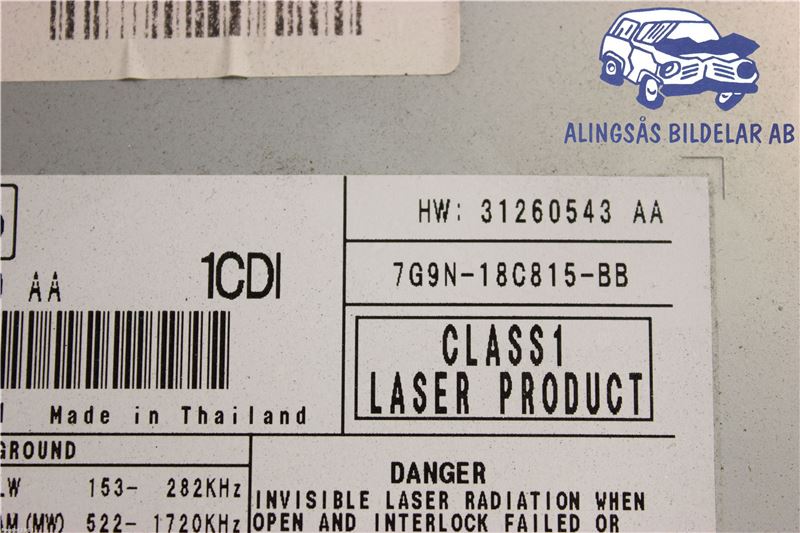 ALINGSÅS BILDELAR AB
HW: 31260543 AA
AA 1CDI
7G9N-18C815-BB
CLASS1
LASER PRODUCT
Made in Thailand
GROUND
LW 153- 282KHz
AM(MW) 522- 1720KHz
DANGER
INVISIBLE LASER RADIATION WHEN
OPEN AND INTERLOCK FAILED OR